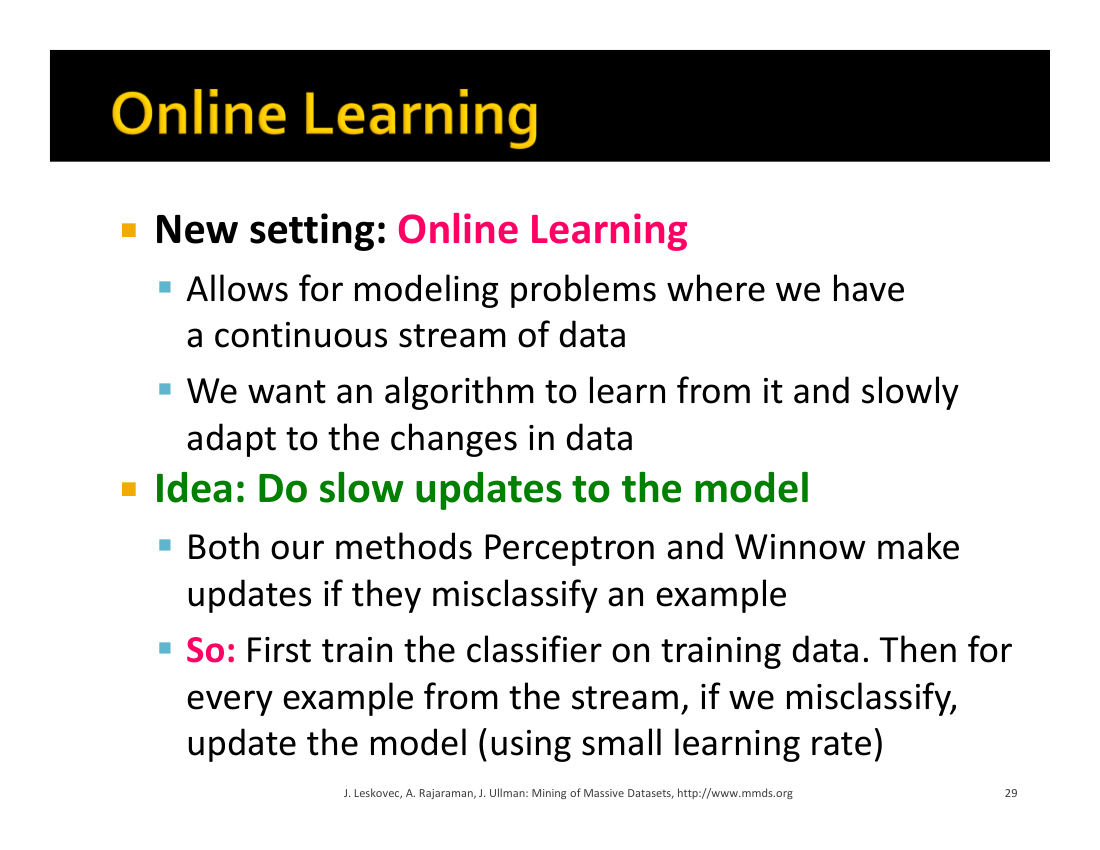 Online Learning
New setting: Online Learning
Allows for modeling problems where we have
a continuous stream of data
We want an algorithm to learn from it and slowly
adapt to the changes in data
Idea: Do slow updates to the model
Both our methods Perceptron and Winnow make
updates if they misclassify an example
So: First train the classifier on training data. Then for
every example from the stream, if we misclassify,
update the model (using small learning rate)
J. Leskovec, A. Rajaraman, J. Ullman: Mining of Massive Datasets, http://www.mmds.org
29